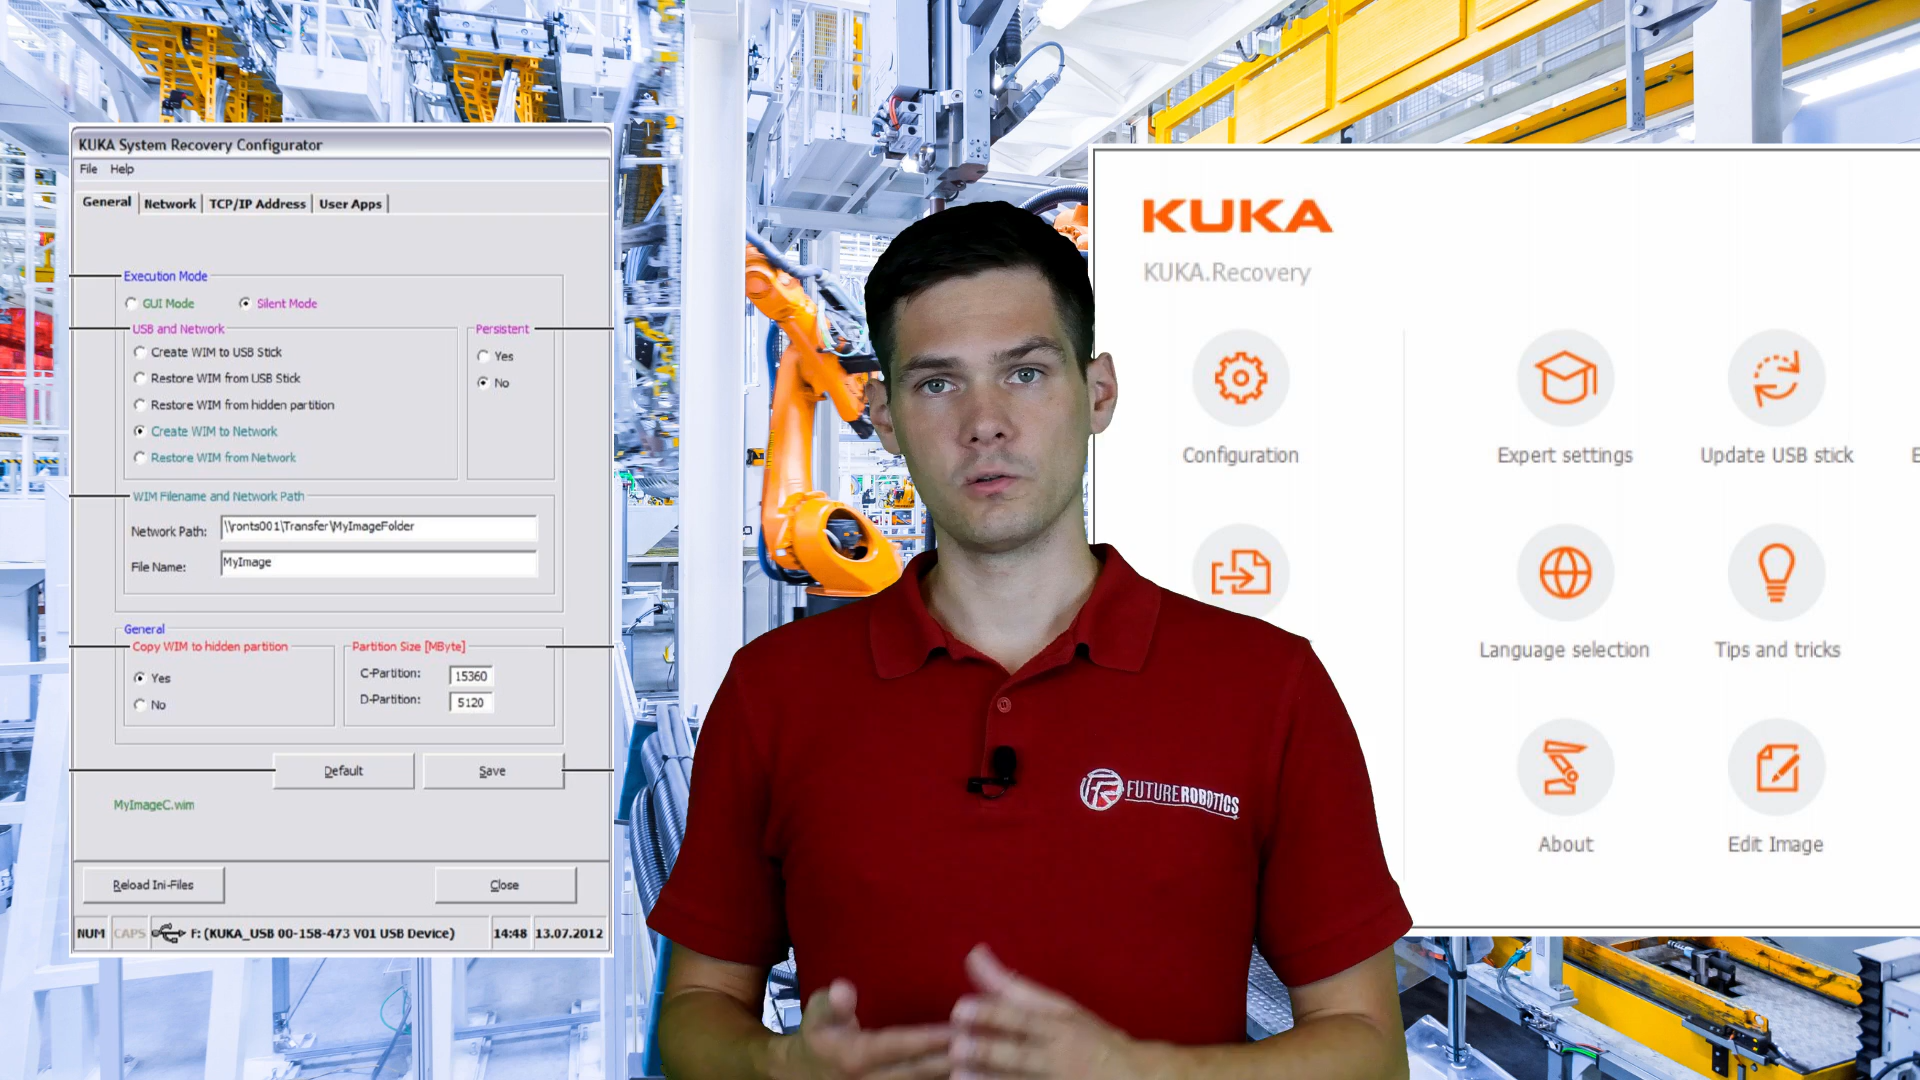 KUKA System Recovery Configurator
File Help
General Network TCP/IP Address User Apps
Execution Mode
GUI Mode Silent Mode
USB and Network
Create WIM to USB Stick
Restore WIM from USB Stick
Restore WIM from hidden partition
Create WIM to Network
Restore WIM from Network
Persistent
Yes
No
WIM Filename and Network Path
Network Path: \\ronts001\Transfer\MyImageFolder
File Name: MyImage
General
Copy WIM to hidden partition
Yes
No
Partition Size [MByte]
C-Partition: 15360
D-Partition: 5120
Default Save
MyImageC.wim
Reload Ini-Files Close
NUM CAPS F: (KUKA_USB 00-158-473 V01 USB Device) 14:48 13.07.2012
FUTUREROBOTICS
KUKA
KUKA.Recovery
Configuration
Expert settings
Update USB stick
Language selection
Tips and tricks
About
Edit Image